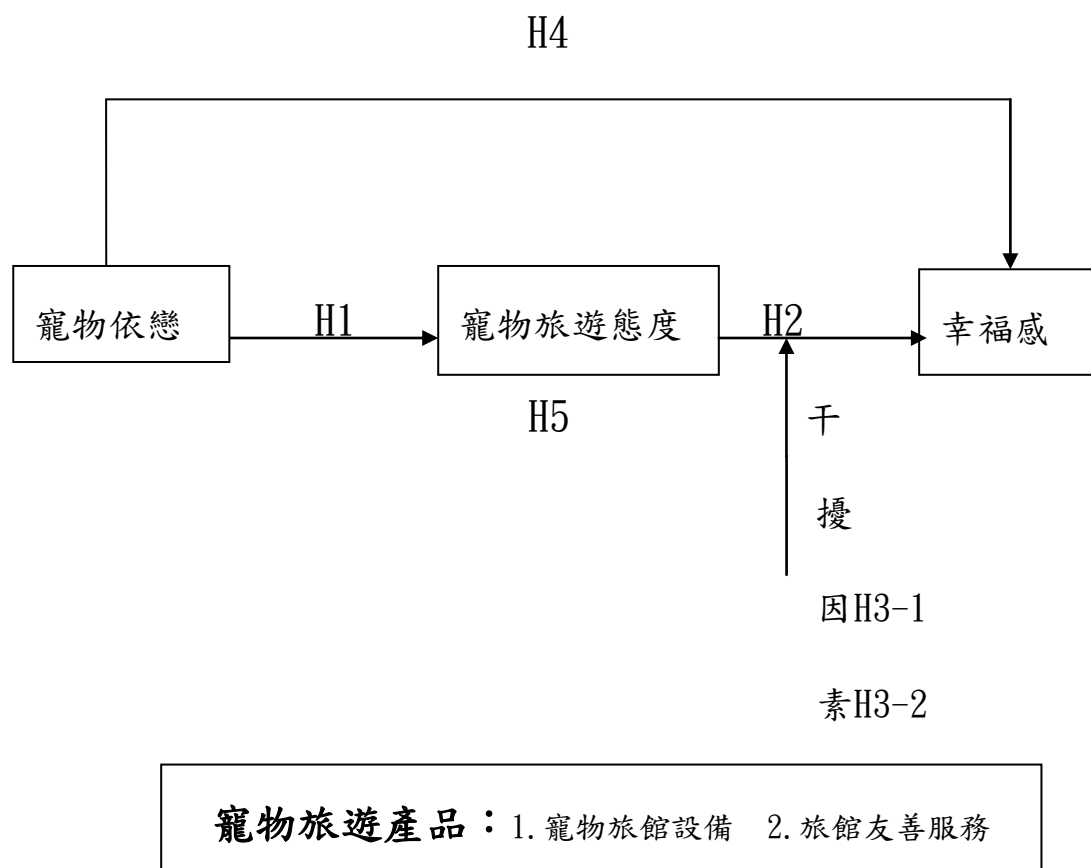 H4
寵物依戀
H1
寵物旅遊態度
H2
幸福感
H5
干
擾
因H3-1
素H3-2
寵物旅遊產品：1.寵物旅館設備 2.旅館友善服務